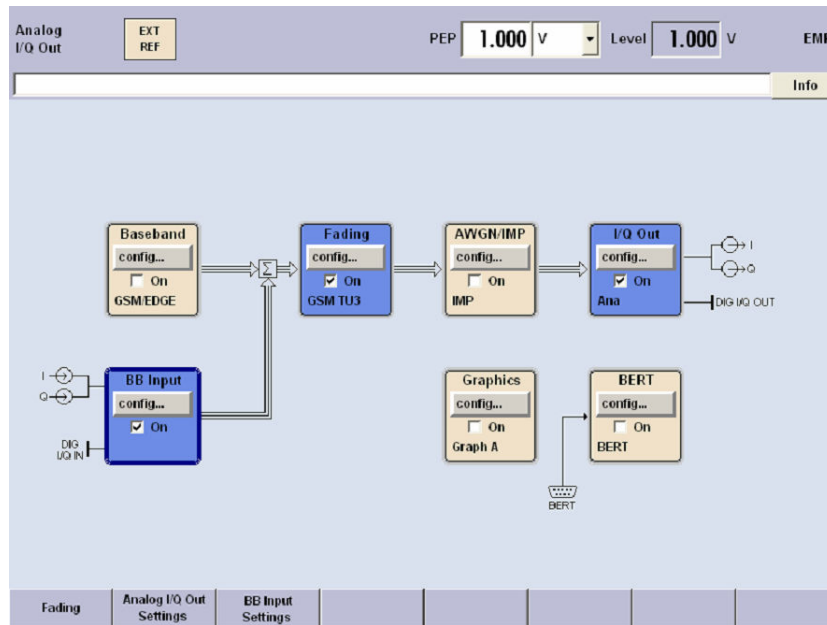 Analog I/Q Out
EXT REF
PEP 1.000 V Level 1.000 V
Info
Baseband
config...
On
GSM/EDGE
Σ
Fading
config...
On
GSM TU3
AWGN/IMP
config...
On
IMP
I/Q Out
config...
On
Ana
I
Q
DIG I/Q OUT
I
Q
DIG I/Q IN
BB Input
config...
On
Graphics
config...
On
Graph A
BERT
config...
On
BERT
BERT
Fading
Analog I/Q Out Settings
BB Input Settings